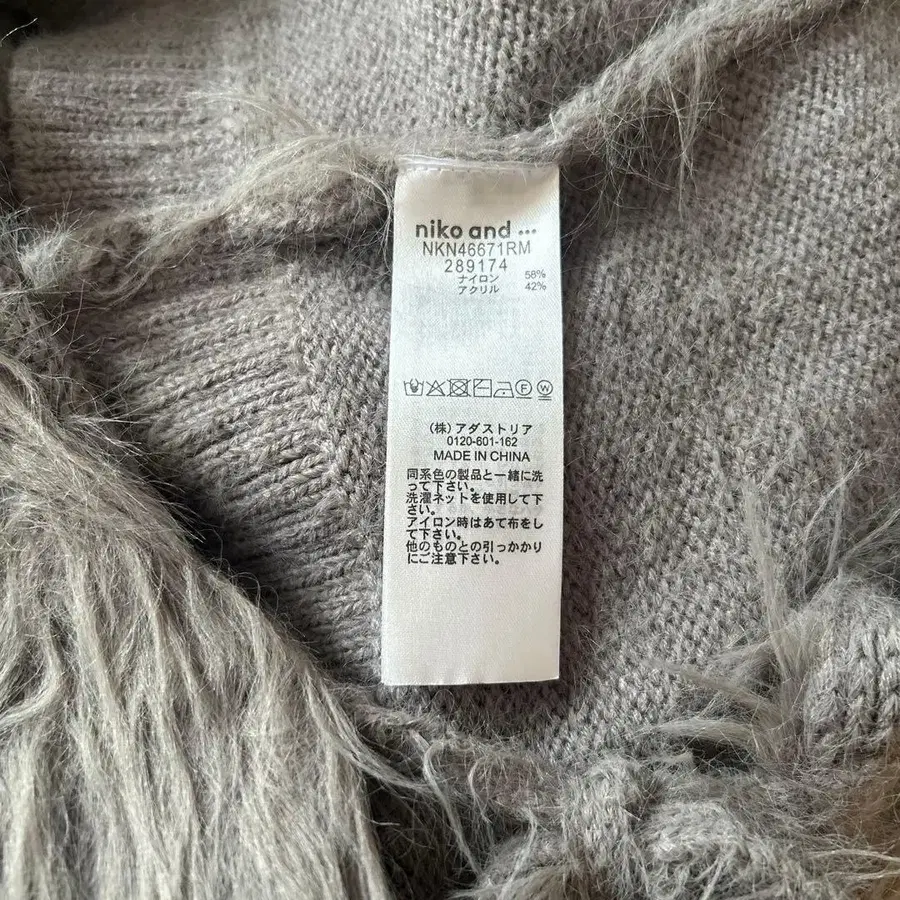 niko and ...
NKN46671RM
289174
ナイロン 58%
アクリル 42%
(株) アダストリア
0120-601-162
MADE IN CHINA
同系色の製品と一緒に洗
って下さい。
洗濯ネットを使用して下
さい。
アイロン時はあて布をし
て下さい。
他のものとの引っかかり
にご注意下さい。